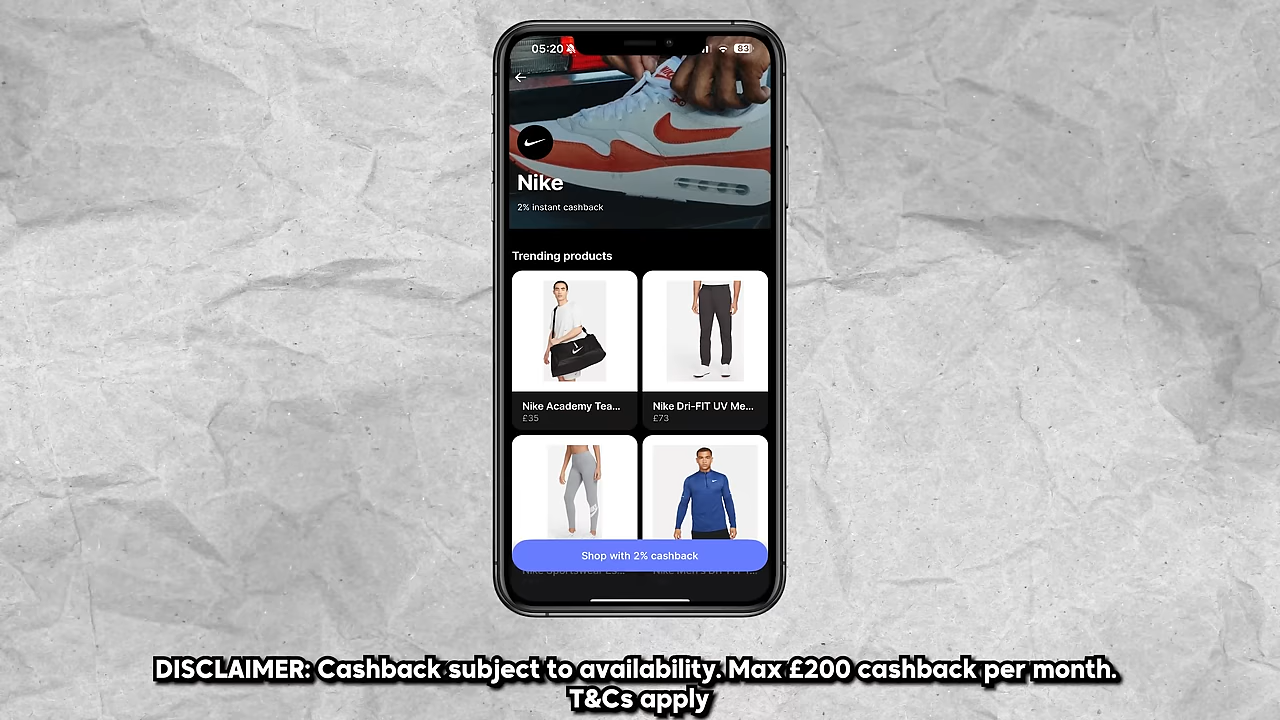 05:20
83
Nike
2% instant cashback
Trending products
Nike Academy Tea...
£35
Nike Dri-FIT UV Me...
£73
Shop with 2% cashback
DISCLAIMER: Cashback subject to availability. Max £200 cashback per month.
T&Cs apply